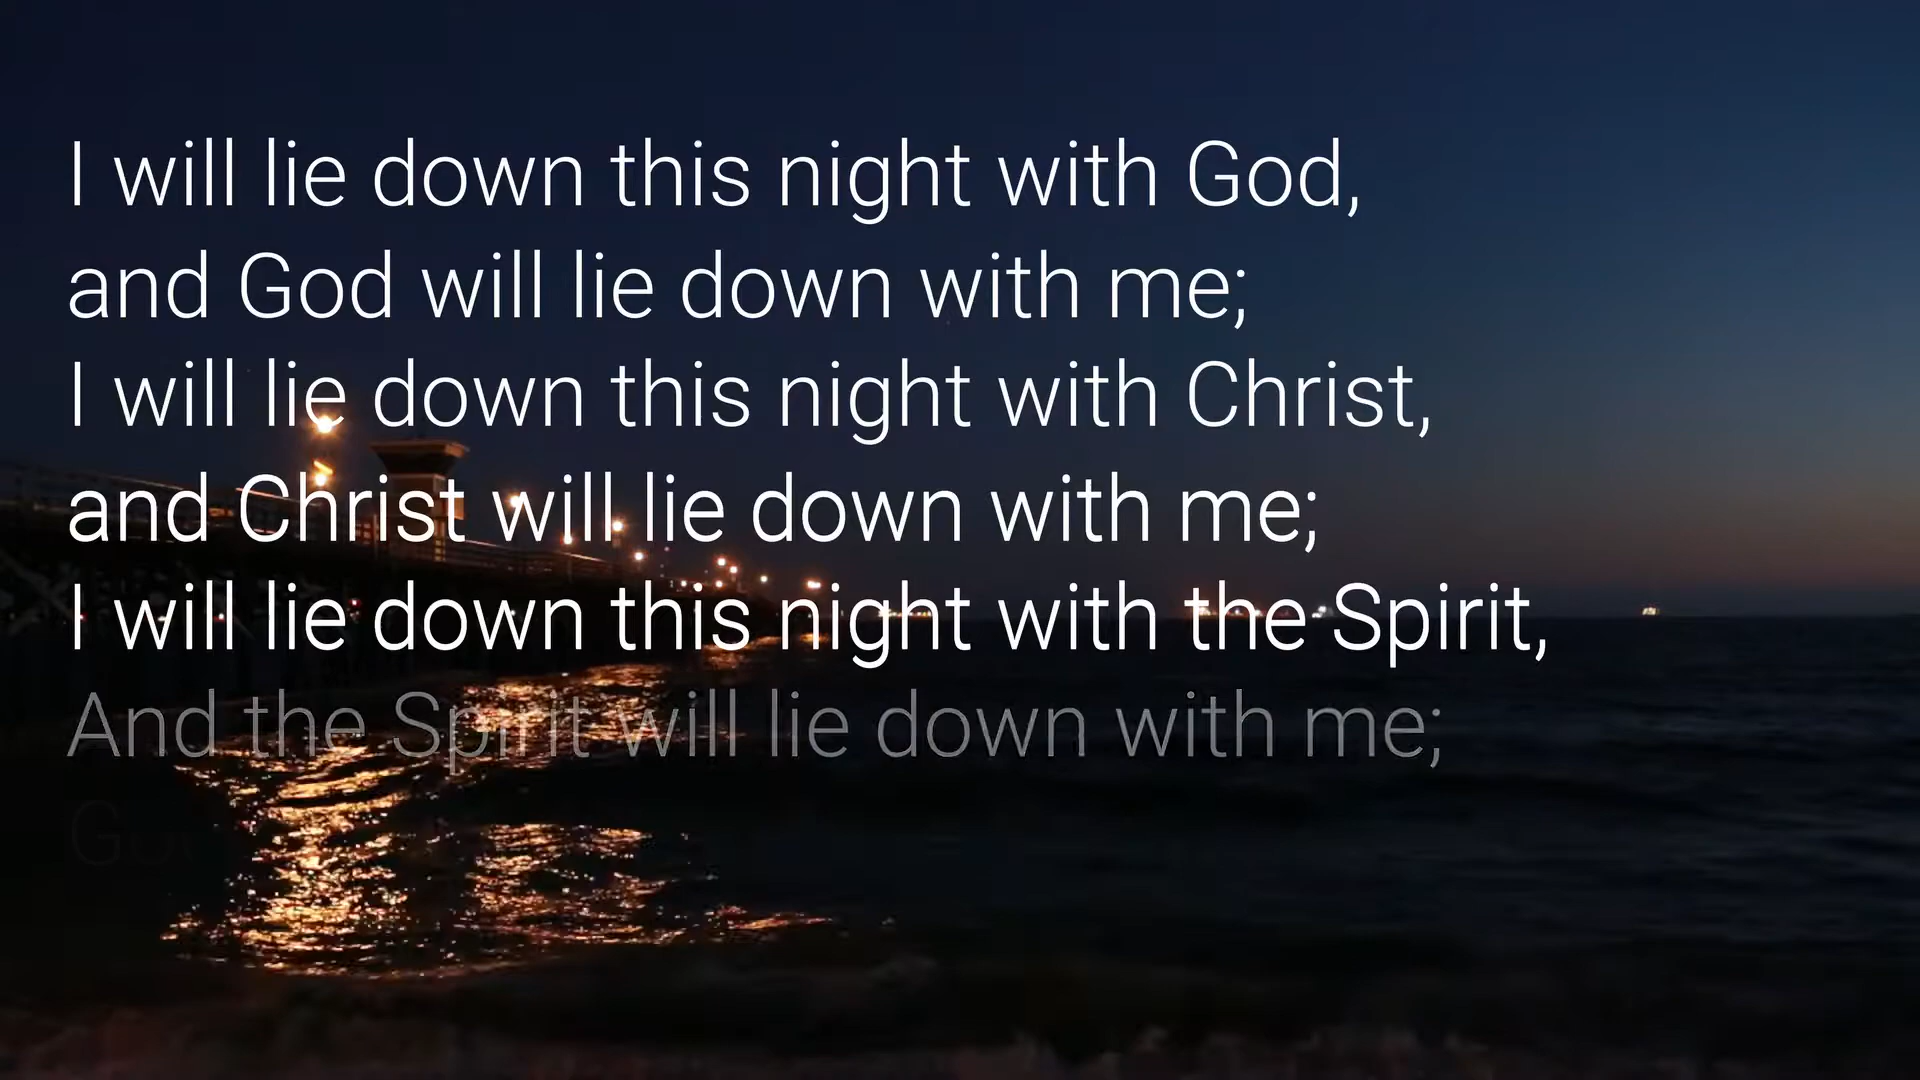 I will lie down this night with God,
and God will lie down with me;
I will lie down this night with Christ,
and Christ will lie down with me;
I will lie down this night with the Spirit,
And the Spirit will lie down with me;